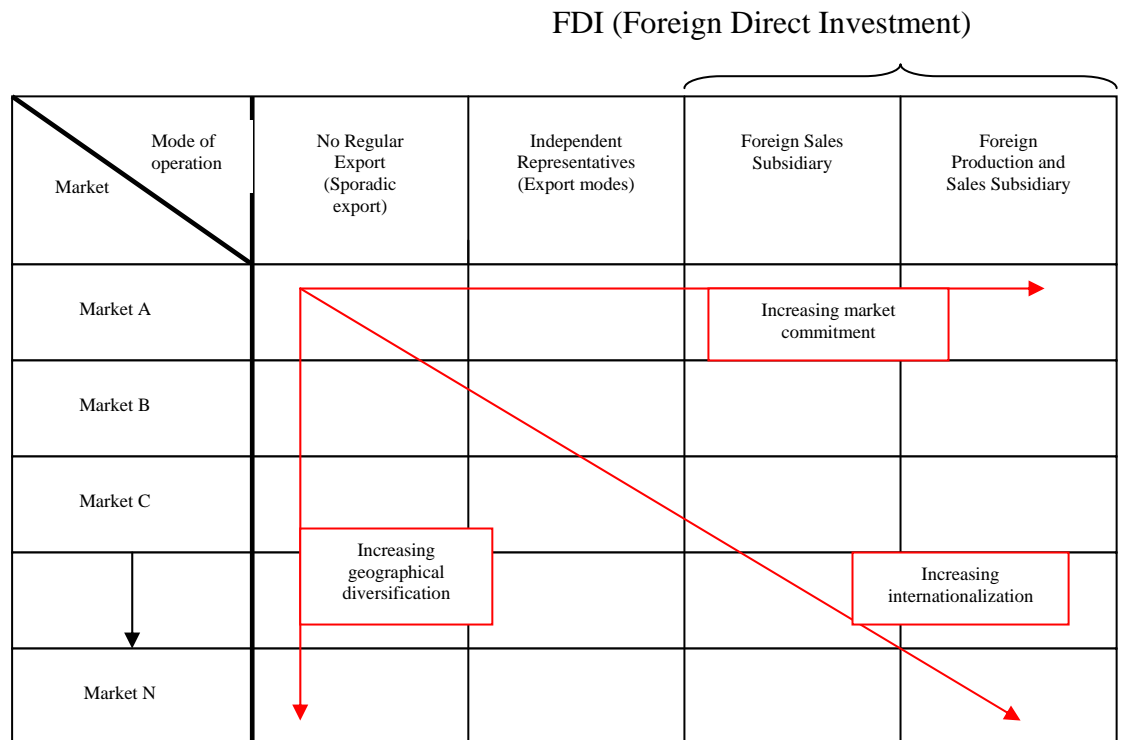 FDI (Foreign Direct Investment)
Mode of
operation
Market
No Regular
Export
(Sporadic
export)
Independent
Representatives
(Export modes)
Foreign Sales
Subsidiary
Foreign
Production and
Sales Subsidiary
Market A
Increasing market
commitment
Market B
Market C
Increasing
geographical
diversification
Increasing
internationalization
Market N